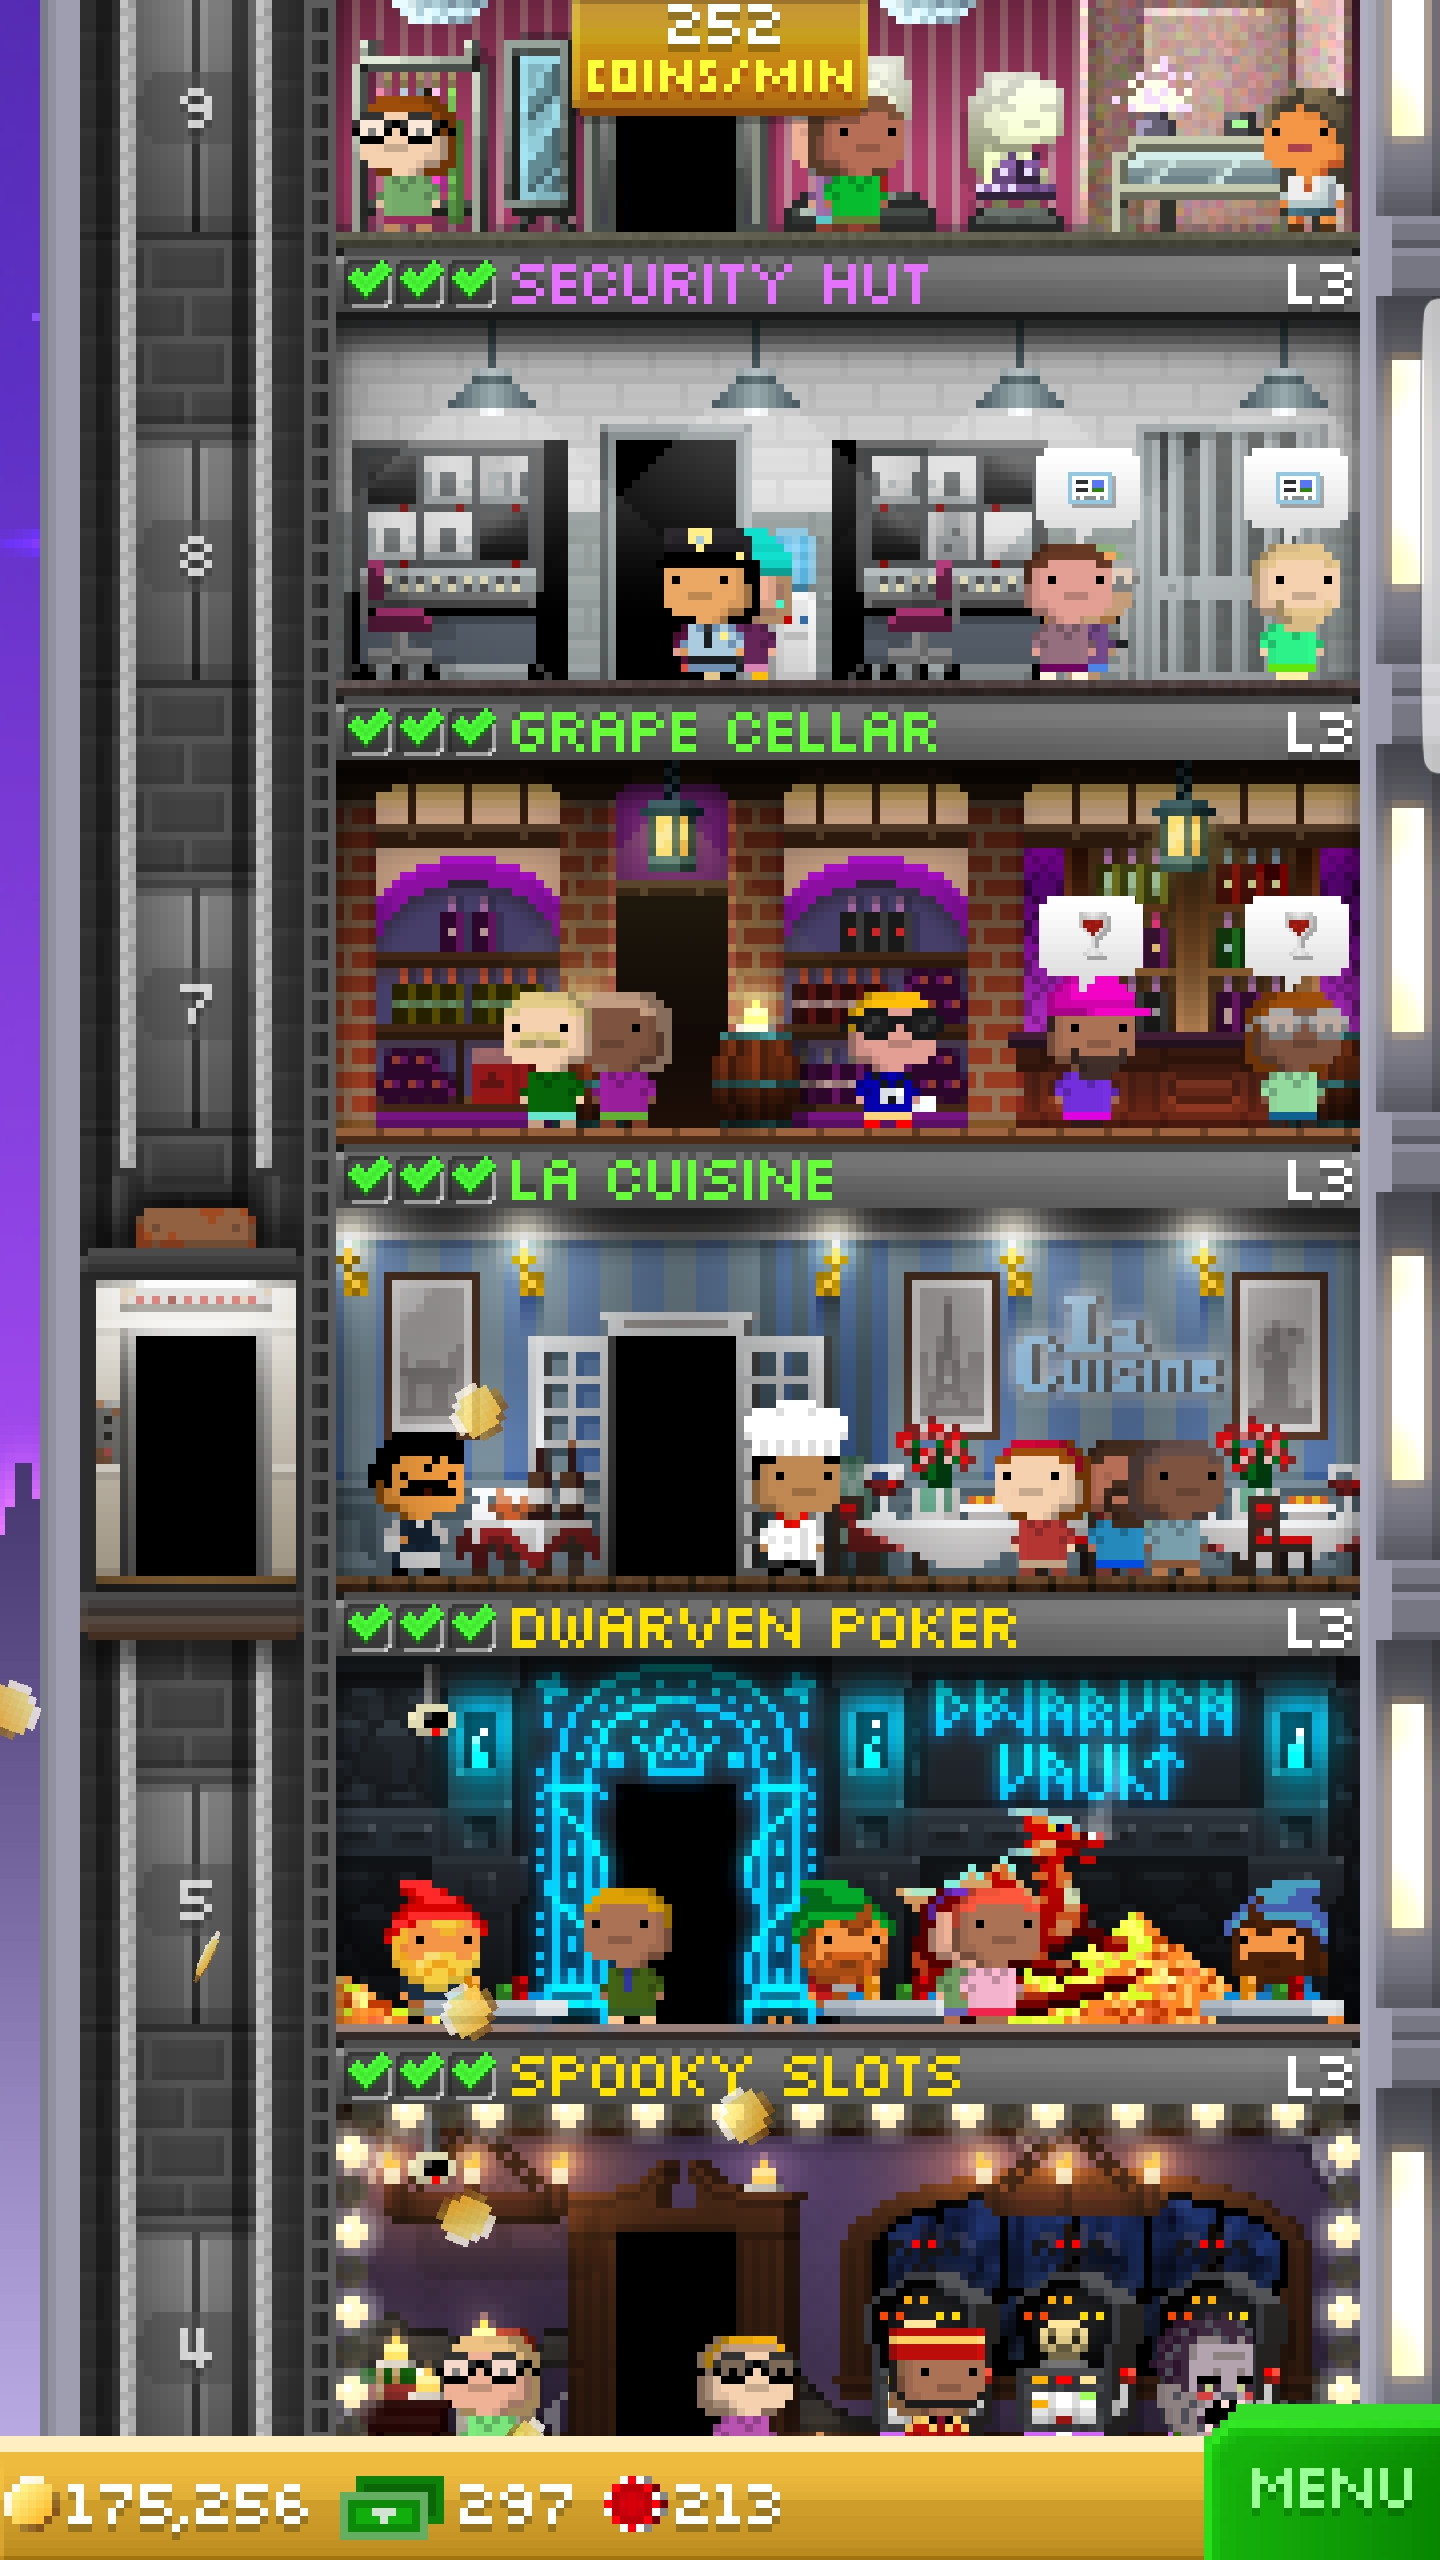 252
COINS/MIN
9
SECURITY HUT L3
8
GRAPE CELLAR L3
7
LA CUISINE L3
La
Cuisine
DWARVEN POKER L3
DWARVEN
VAULT
5
SPOOKY SLOTS L3
4
175,256 297 213
MENU